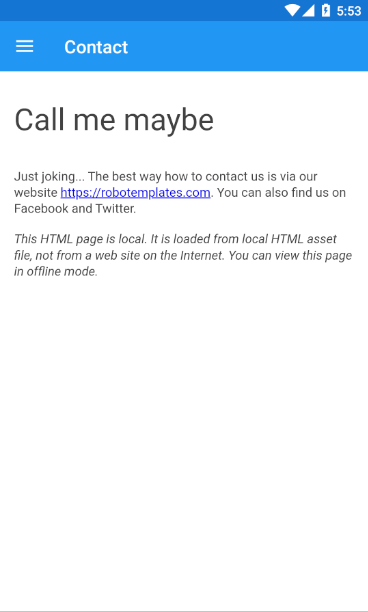 5:53
Contact
Call me maybe
Just joking... The best way how to contact us is via our
website https://robotemplates.com. You can also find us on
Facebook and Twitter.
This HTML page is local. It is loaded from local HTML asset
file, not from a web site on the Internet. You can view this page
in offline mode.